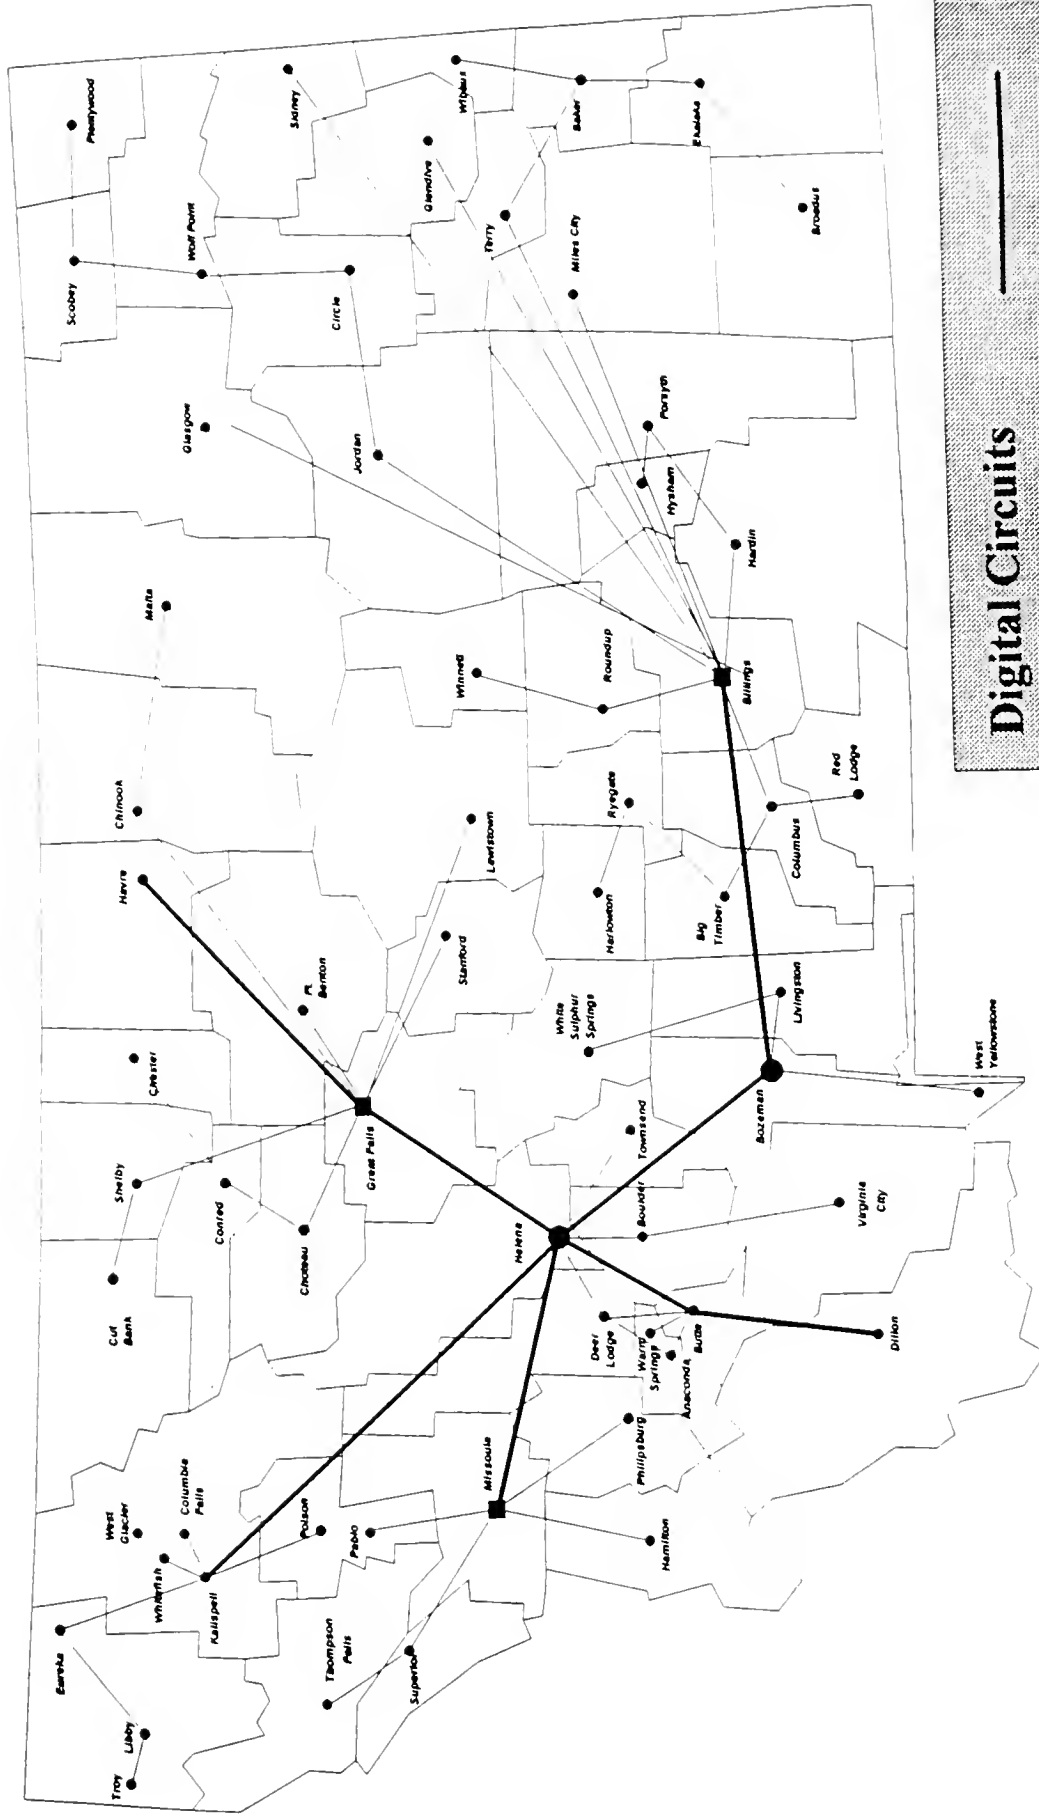 Plentywood
Scobey
Wolf Point
Sidney
Circle
Glasgow
Jordan
Glendive
Wibaux
Terry
Baker
Miles City
Ekalaka
Broadus
Forsyth
Hysham
Hardin
Malta
Chinook
Havre
Winnett
Roundup
Billings
Lewistown
Ryegate
Harlowton
Stanford
Big
Timber
Columbus
Red
Lodge
Ft.
Benton
Chester
Shelby
Conrad
Choteau
Cut
Bank
Great Falls
White
Sulphur
Springs
Livingston
Bozeman
West
Yellowstone
Townsend
Boulder
Helena
Virginia
City
Deer
Lodge
Warm
Springs
Anaconda
Butte
Dillon
Philipsburg
Missoula
Hamilton
West
Glacier
Columbia
Falls
Whitefish
Kalispell
Polson
Pablo
Eureka
Libby
Troy
Thompson
Falls
Superior
Digital Circuits